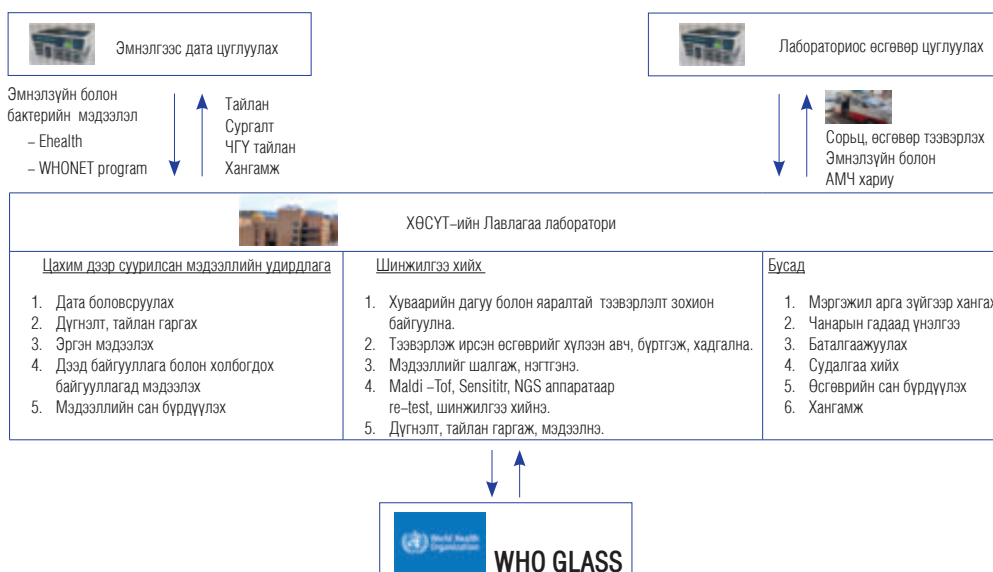 Эмнэлгээс дата цуглуулах
Лабораториос өсгөвөр цуглуулах
Эмнэлзүйн болон
бактерийн мэдээлэл
– Ehealth
– WHONET program
Тайлан
Сургалт
ЧГҮ тайлан
Хангамж
Сорьц, өсгөвөр тээвэрлэх
Эмнэлзүйн болон
АМЧ хариу
ХӨСҮТ–ийн Лавлагаа лаборатори
Цахим дээр суурилсан мэдээллийн удирдлага
1. Дата боловсруулах
2. Дүгнэлт, тайлан гаргах
3. Эргэн мэдээлэх
4. Дээд байгууллага болон холбогдох
байгууллагад мэдээлэх
5. Мэдээллийн сан бүрдүүлэх
Шинжилгээ хийх
1. Хуваарийн дагуу болон яаралтай тээвэрлэлт зохион
байгуулна.
2. Тээвэрлэж ирсэн өсгөврийг хүлээн авч, бүртгэж, хадгална.
3. Мэдээллийг шалгаж, нэгтгэнэ.
4. Maldi –Tof, Sensititr, NGS аппаратаар
re–test, шинжилгээ хийнэ.
5. Дүгнэлт, тайлан гаргаж, мэдээлнэ.
Бусад
1. Мэргэжил арга зүйгээр хангах
2. Чанарын гадаад үнэлгээ
3. Баталгаажуулах
4. Судалгаа хийх
5. Өсгөврийн сан бүрдүүлэх
6. Хангамж
World Health
Organization
WHO GLASS